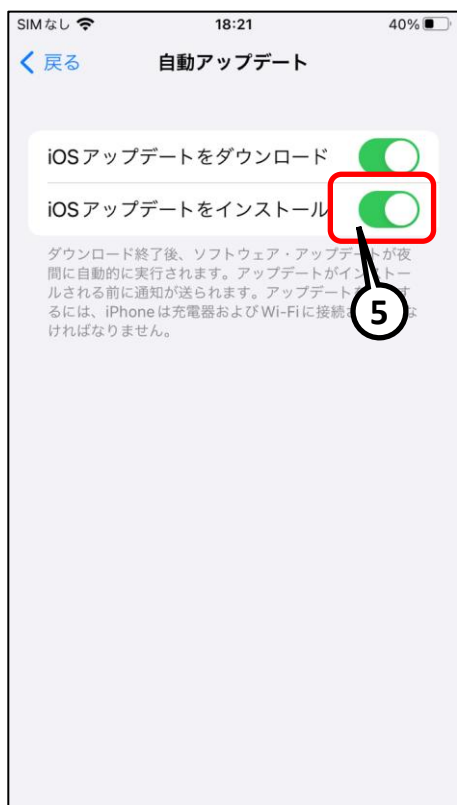 SIMなし 18:21 40%
戻る 自動アップデート
iOSアップデートをダウンロード
iOSアップデートをインストール
ダウンロード終了後、ソフトウェア・アップデートが夜
間に自動的に実行されます。アップデートがインストー
ルされる前に通知が送られます。アップデート
るには、iPhoneは充電器およびWi-Fiに接続
ければなりません。
5